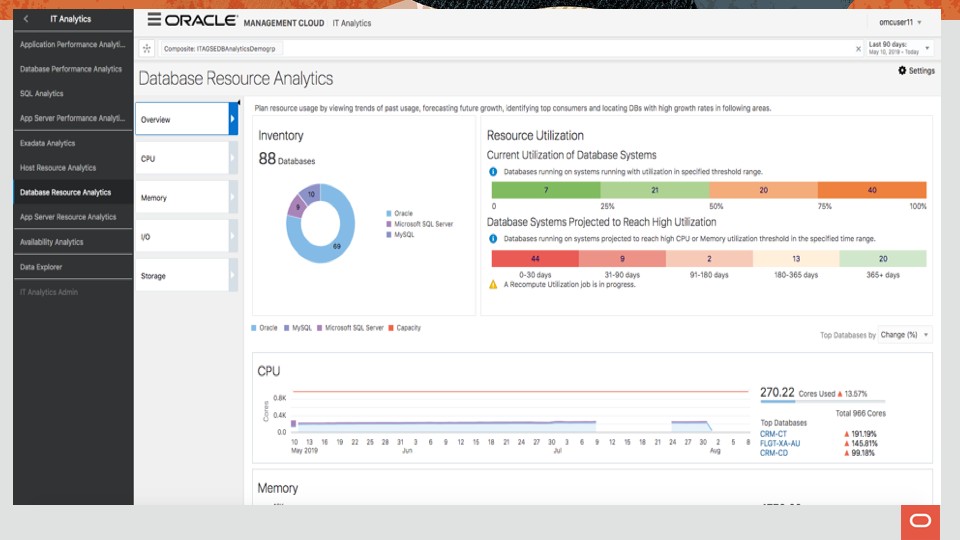 IT Analytics
Application Performance Analyti...
Database Performance Analytics
SQL Analytics
App Server Performance Analyti...
Exadata Analytics
Host Resource Analytics
Database Resource Analytics
App Server Resource Analytics
Availability Analytics
Data Explorer
IT Analytics Admin
ORACLE MANAGEMENT CLOUD IT Analytics
omcuser11
Composite: ITAGSEDBAnalyticsDemogrp
Last 90 days:
May 10, 2019 - Today
Database Resource Analytics
Settings
Overview
CPU
Memory
I/O
Storage
Plan resource usage by viewing trends of past usage, forecasting future growth, identifying top consumers and locating DBs with high growth rates in following areas.
Inventory
88 Databases
10
9
69
Oracle
Microsoft SQL Server
MySQL
Resource Utilization
Current Utilization of Database Systems
Databases running on systems running with utilization in specified threshold range.
7 21 20 40
0 25% 50% 75% 100%
Database Systems Projected to Reach High Utilization
Databases running on systems projected to reach high CPU or Memory utilization threshold in the specified time range.
44 9 2 13 20
0-30 days 31-90 days 91-180 days 180-365 days 365+ days
A Recompute Utilization job is in progress.
Oracle MySQL Microsoft SQL Server Capacity
Top Databases by Change (%)
CPU
Cores
0.8K
0.4K
0.0
10 13 16 19 22 25 28 31 3 6 9 12 15 18 21 24 27 30 3 6 9 12 15 18 21 24 27 30 2 5 8
May 2019 Jun Jul Aug
270.22 Cores Used 13.57%
Total 966 Cores
Top Databases
CRM-CT 191.19%
FLGT-XA-AU 145.81%
CRM-CD 99.18%
Memory